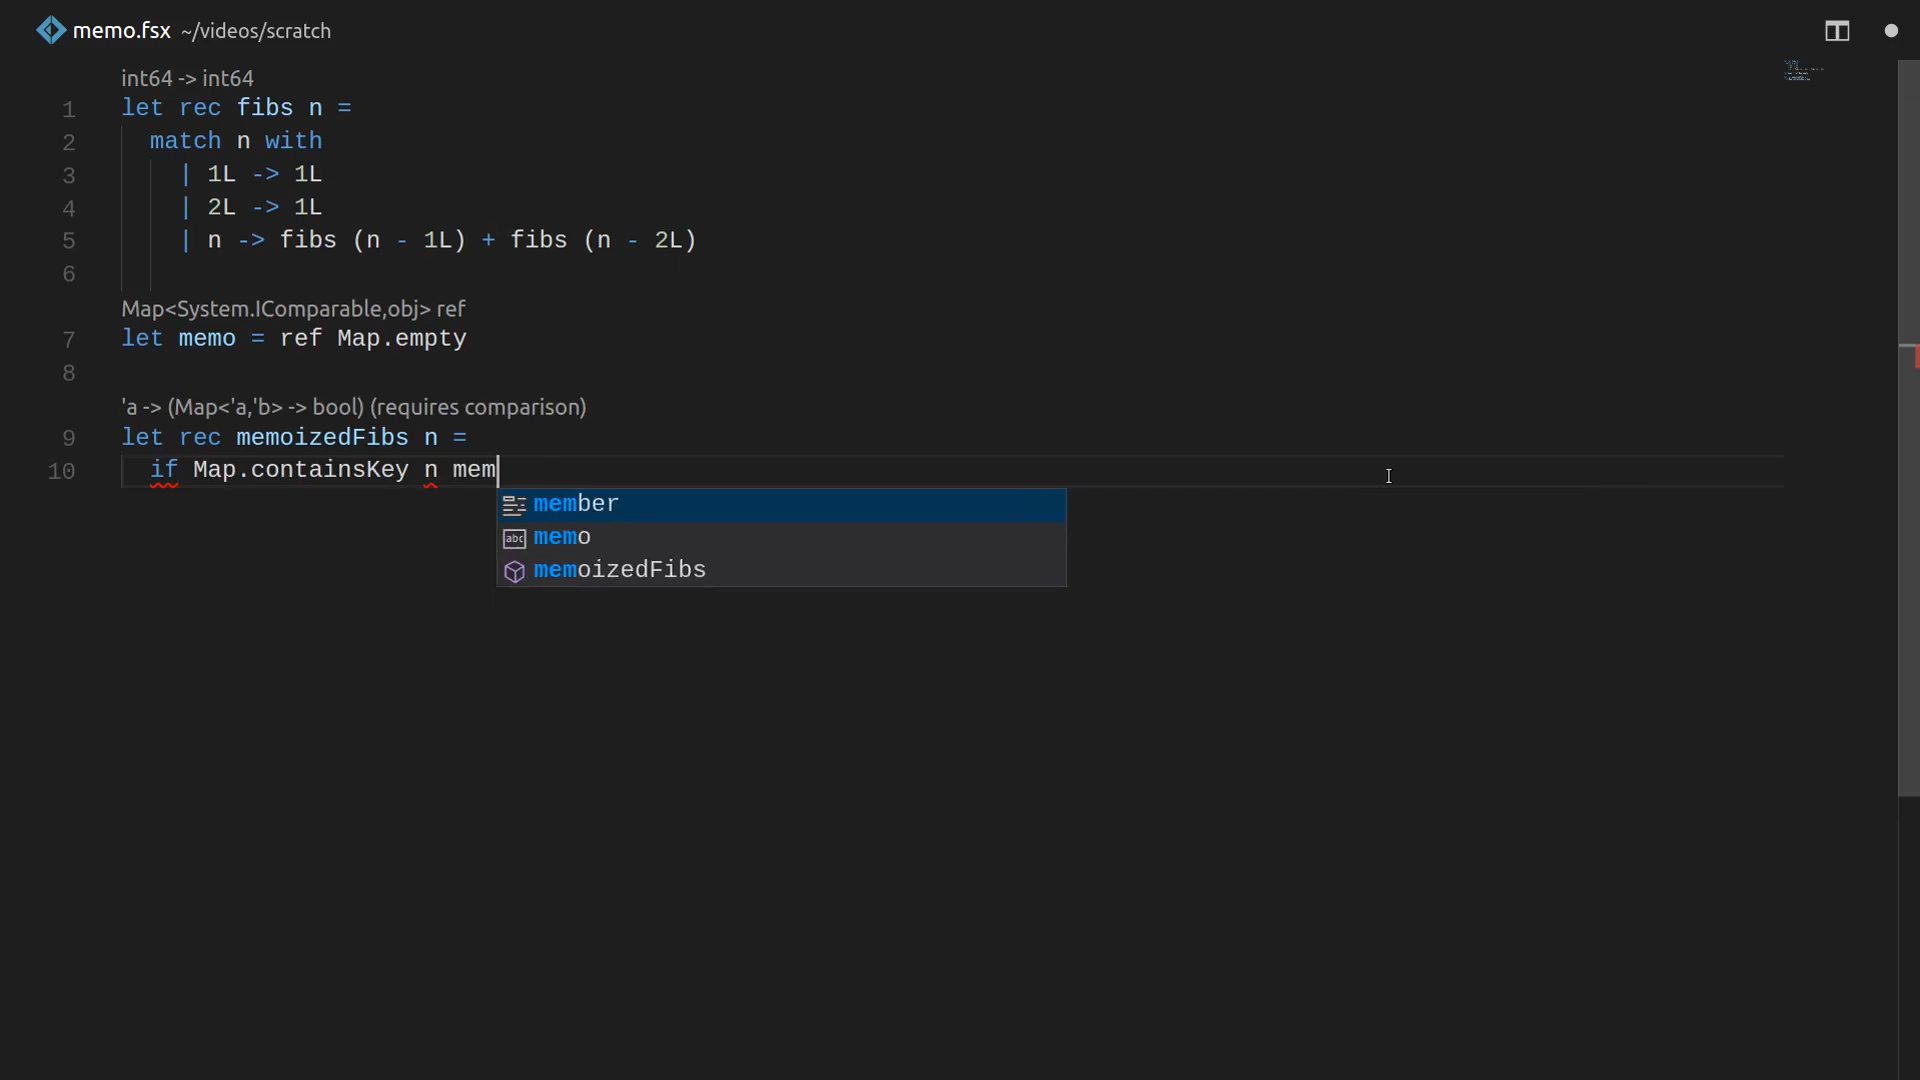 memo.fsx ~/videos/scratch
int64 -> int64
1 let rec fibs n =
2 match n with
3 | 1L -> 1L
4 | 2L -> 1L
5 | n -> fibs (n - 1L) + fibs (n - 2L)
6
Map<System.IComparable,obj> ref
7 let memo = ref Map.empty
8
'a -> (Map<'a,'b> -> bool) (requires comparison)
9 let rec memoizedFibs n =
10 if Map.containsKey n mem
member
abc memo
memoizedFibs